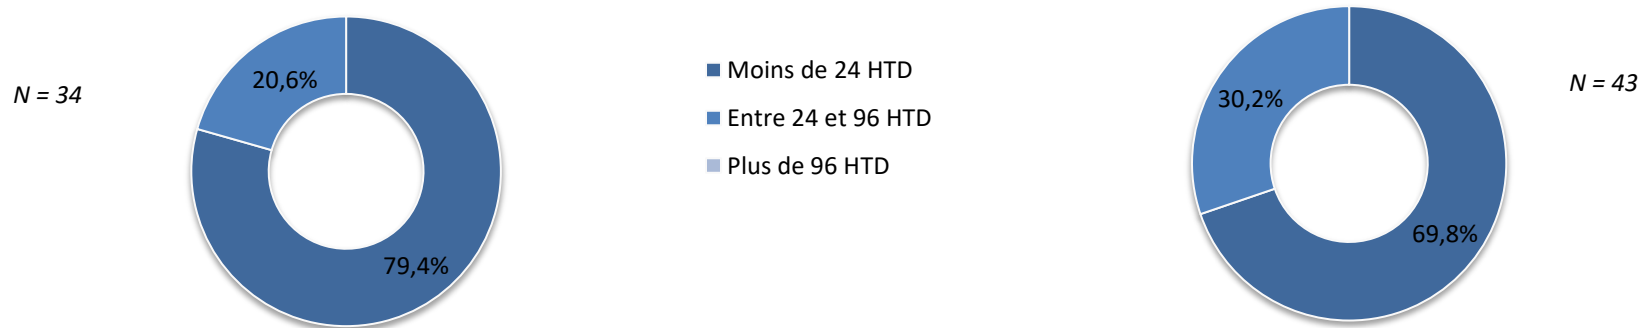 N = 34
20,6%
79,4%
Moins de 24 HTD
Entre 24 et 96 HTD
Plus de 96 HTD
30,2%
69,8%
N = 43